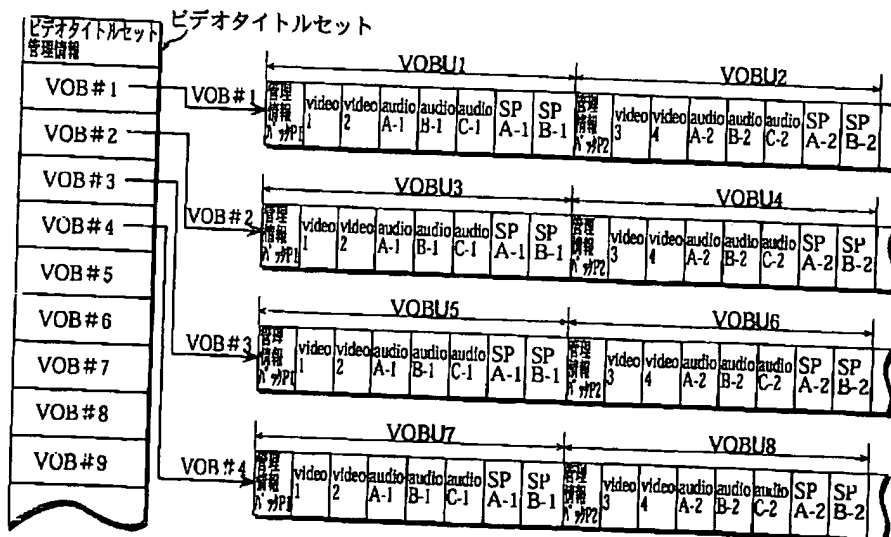 ビデオタイトルセット
管理情報
VOB#1
VOB#2
VOB#3
VOB#4
VOB#5
VOB#6
VOB#7
VOB#8
VOB#9
ビデオタイトルセット
VOBU1
VOBU2
VOB#1
管理
情報
パックP1
video
1
video
2
audio
A-1
audio
B-1
audio
C-1
SP
A-1
SP
B-1
管理
情報
パックP2
video
3
video
4
audio
A-2
audio
B-2
audio
C-2
SP
A-2
SP
B-2
VOBU3
VOBU4
VOB#2
管理
情報
パックP1
video
1
video
2
audio
A-1
audio
B-1
audio
C-1
SP
A-1
SP
B-1
管理
情報
パックP2
video
3
video
4
audio
A-2
audio
B-2
audio
C-2
SP
A-2
SP
B-2
VOBU5
VOBU6
VOB#3
管理
情報
パックP1
video
1
video
2
audio
A-1
audio
B-1
audio
C-1
SP
A-1
SP
B-1
管理
情報
パックP2
video
3
video
4
audio
A-2
audio
B-2
audio
C-2
SP
A-2
SP
B-2
VOBU7
VOBU8
VOB#4
管理
情報
パックP1
video
1
video
2
audio
A-1
audio
B-1
audio
C-1
SP
A-1
SP
B-1
管理
情報
パックP2
video
3
video
4
audio
A-2
audio
B-2
audio
C-2
SP
A-2
SP
B-2